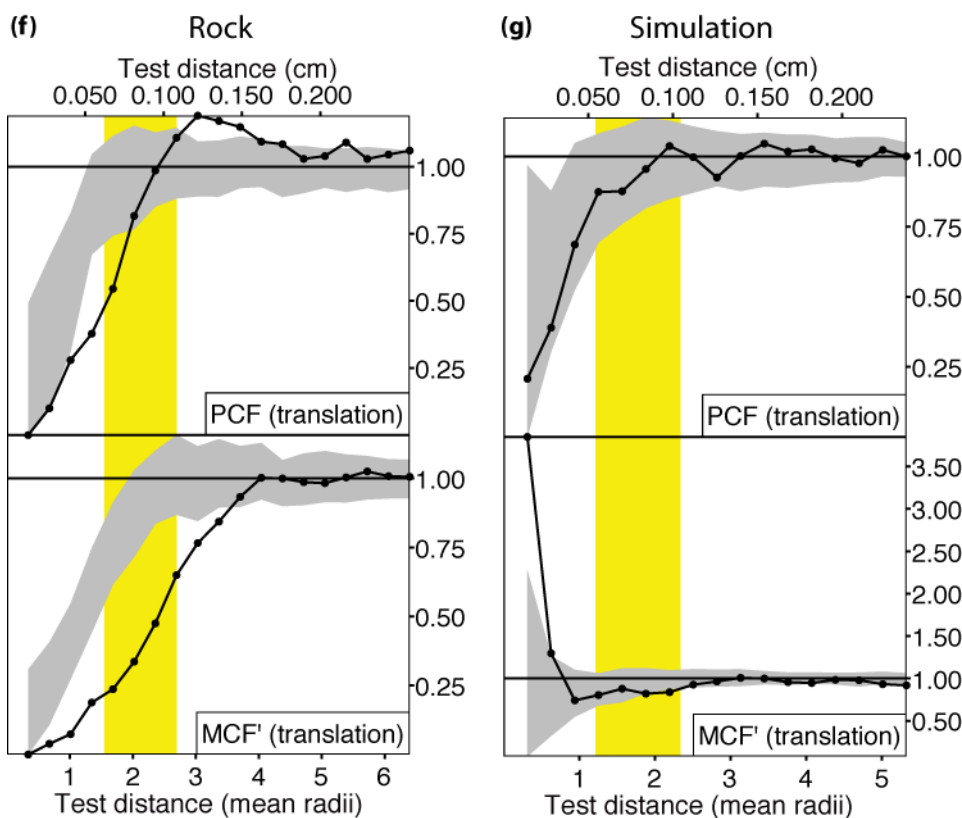 (f) Rock
Test distance (cm)
0.050 0.100 0.150 0.200
1.00
0.75
0.50
0.25
PCF (translation)
1.00
0.75
0.50
0.25
MCF' (translation)
1 2 3 4 5 6
Test distance (mean radii)
(g) Simulation
Test distance (cm)
0.050 0.100 0.150 0.200
1.00
0.75
0.50
0.25
PCF (translation)
3.50
2.50
2.00
1.50
1.00
0.50
MCF' (translation)
1 2 3 4 5
Test distance (mean radii)